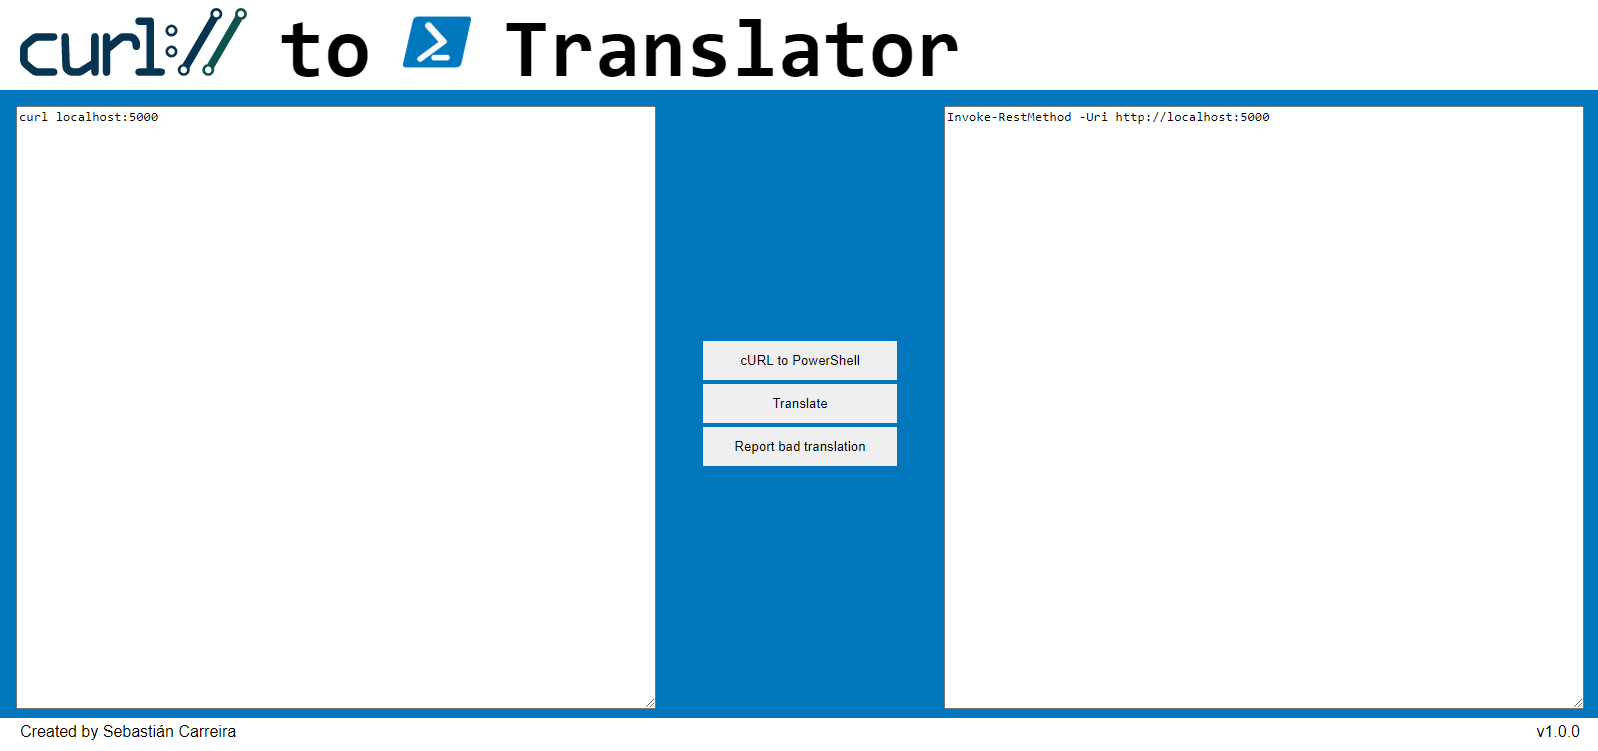 curl:// to Translator
curl localhost:5000
Invoke-RestMethod -Uri http://localhost:5000
cURL to PowerShell
Translate
Report bad translation
Created by Sebastián Carreira
v1.0.0